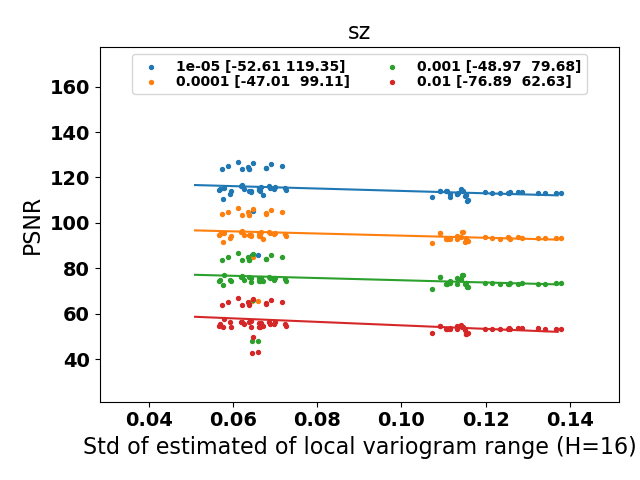 sz
1e-05 [-52.61 119.35]
0.0001 [-47.01  99.11]
0.001 [-48.97  79.68]
0.01 [-76.89  62.63]
PSNR
160
140
120
100
80
60
40
0.04 0.06 0.08 0.10 0.12 0.14
Std of estimated of local variogram range (H=16)